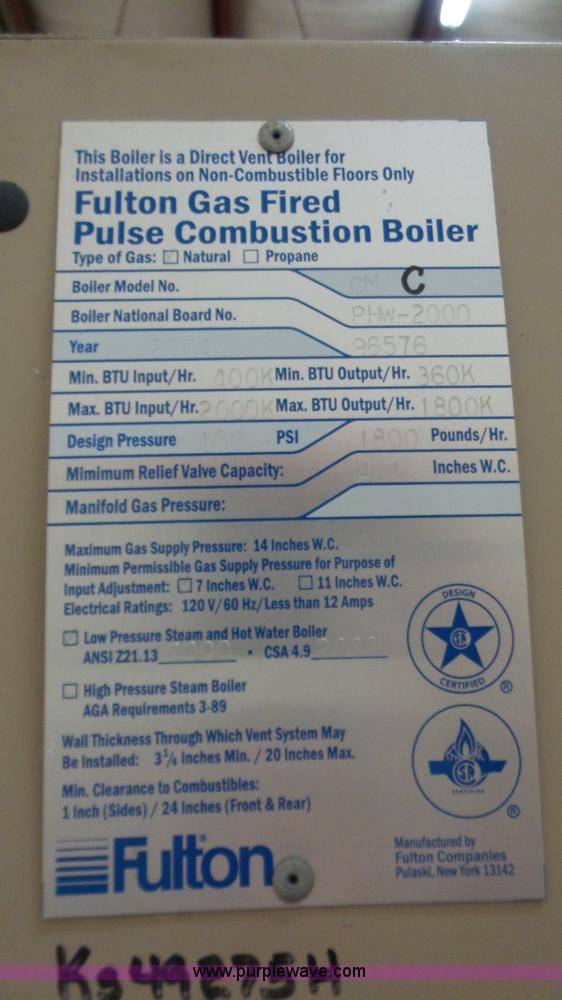 This Boiler is a Direct Vent Boiler for
Installations on Non-Combustible Floors Only
Fulton Gas Fired
Pulse Combustion Boiler
Type of Gas: Natural Propane
Boiler Model No. CM C
Boiler National Board No. PHW-2000
Year 2001 96576
Min. BTU Input/Hr. 400K Min. BTU Output/Hr. 360K
Max. BTU Input/Hr. 2000K Max. BTU Output/Hr. 1800K
Design Pressure PSI 1800 Pounds/Hr.
Mimimum Relief Valve Capacity: Inches W.C.
Manifold Gas Pressure:
Maximum Gas Supply Pressure: 14 Inches W.C.
Minimum Permissible Gas Supply Pressure for Purpose of
Input Adjustment: 7 Inches W.C. 11 Inches W.C.
Electrical Ratings: 120 V/60 Hz/Less than 12 Amps
Low Pressure Steam and Hot Water Boiler
ANSI Z21.13 • CSA 4.9
High Pressure Steam Boiler
AGA Requirements 3-89
Wall Thickness Through Which Vent System May
Be Installed: 3 1/4 Inches Min. / 20 Inches Max.
Min. Clearance to Combustibles:
1 Inch (Sides) / 24 Inches (Front & Rear)
DESIGN
CERTIFIED ®
CERTIFIED ®
Fulton®
Manufactured by
Fulton Companies
Pulaski, New York 13142
www.purplewave.com